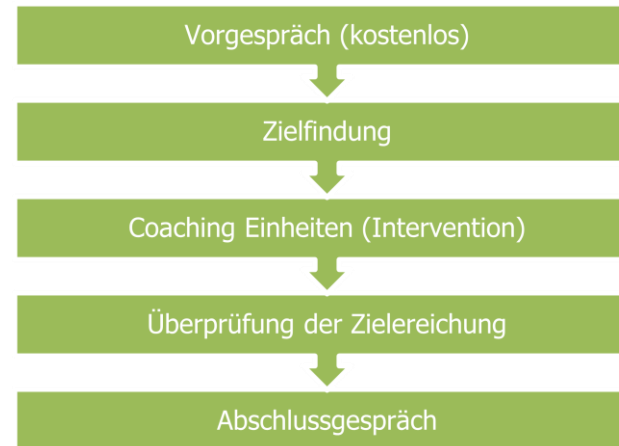 Vorgespräch (kostenlos)
Zielfindung
Coaching Einheiten (Intervention)
Überprüfung der Zielereichung
Abschlussgespräch